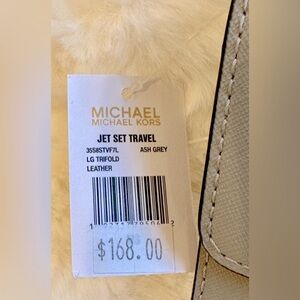 MICHAEL
MICHAEL KORS
JET SET TRAVEL
35S8STVF7L ASH GREY
LG TRIFOLD
LEATHER
$168.00